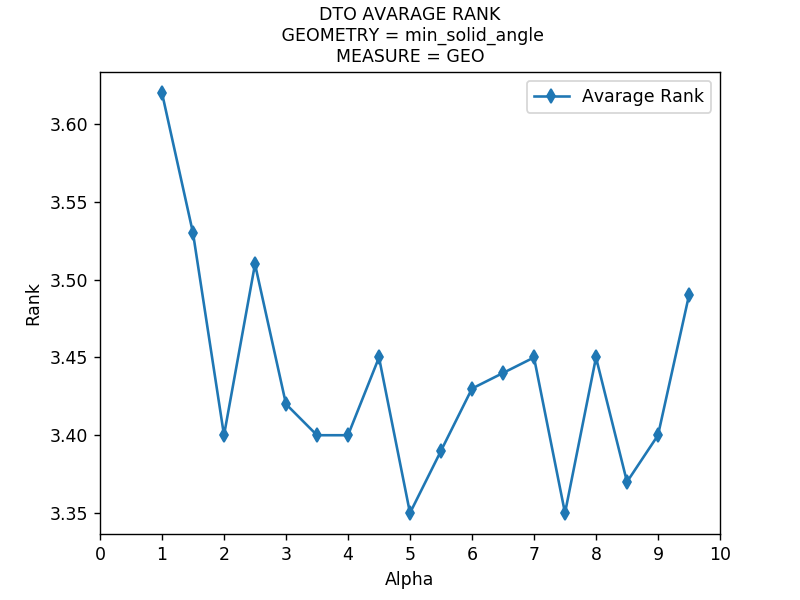 DTO AVARAGE RANK
GEOMETRY = min_solid_angle
MEASURE = GEO
Avarage Rank
3.60
3.55
3.50
3.45
3.40
3.35
Rank
0 1 2 3 4 5 6 7 8 9 10
Alpha